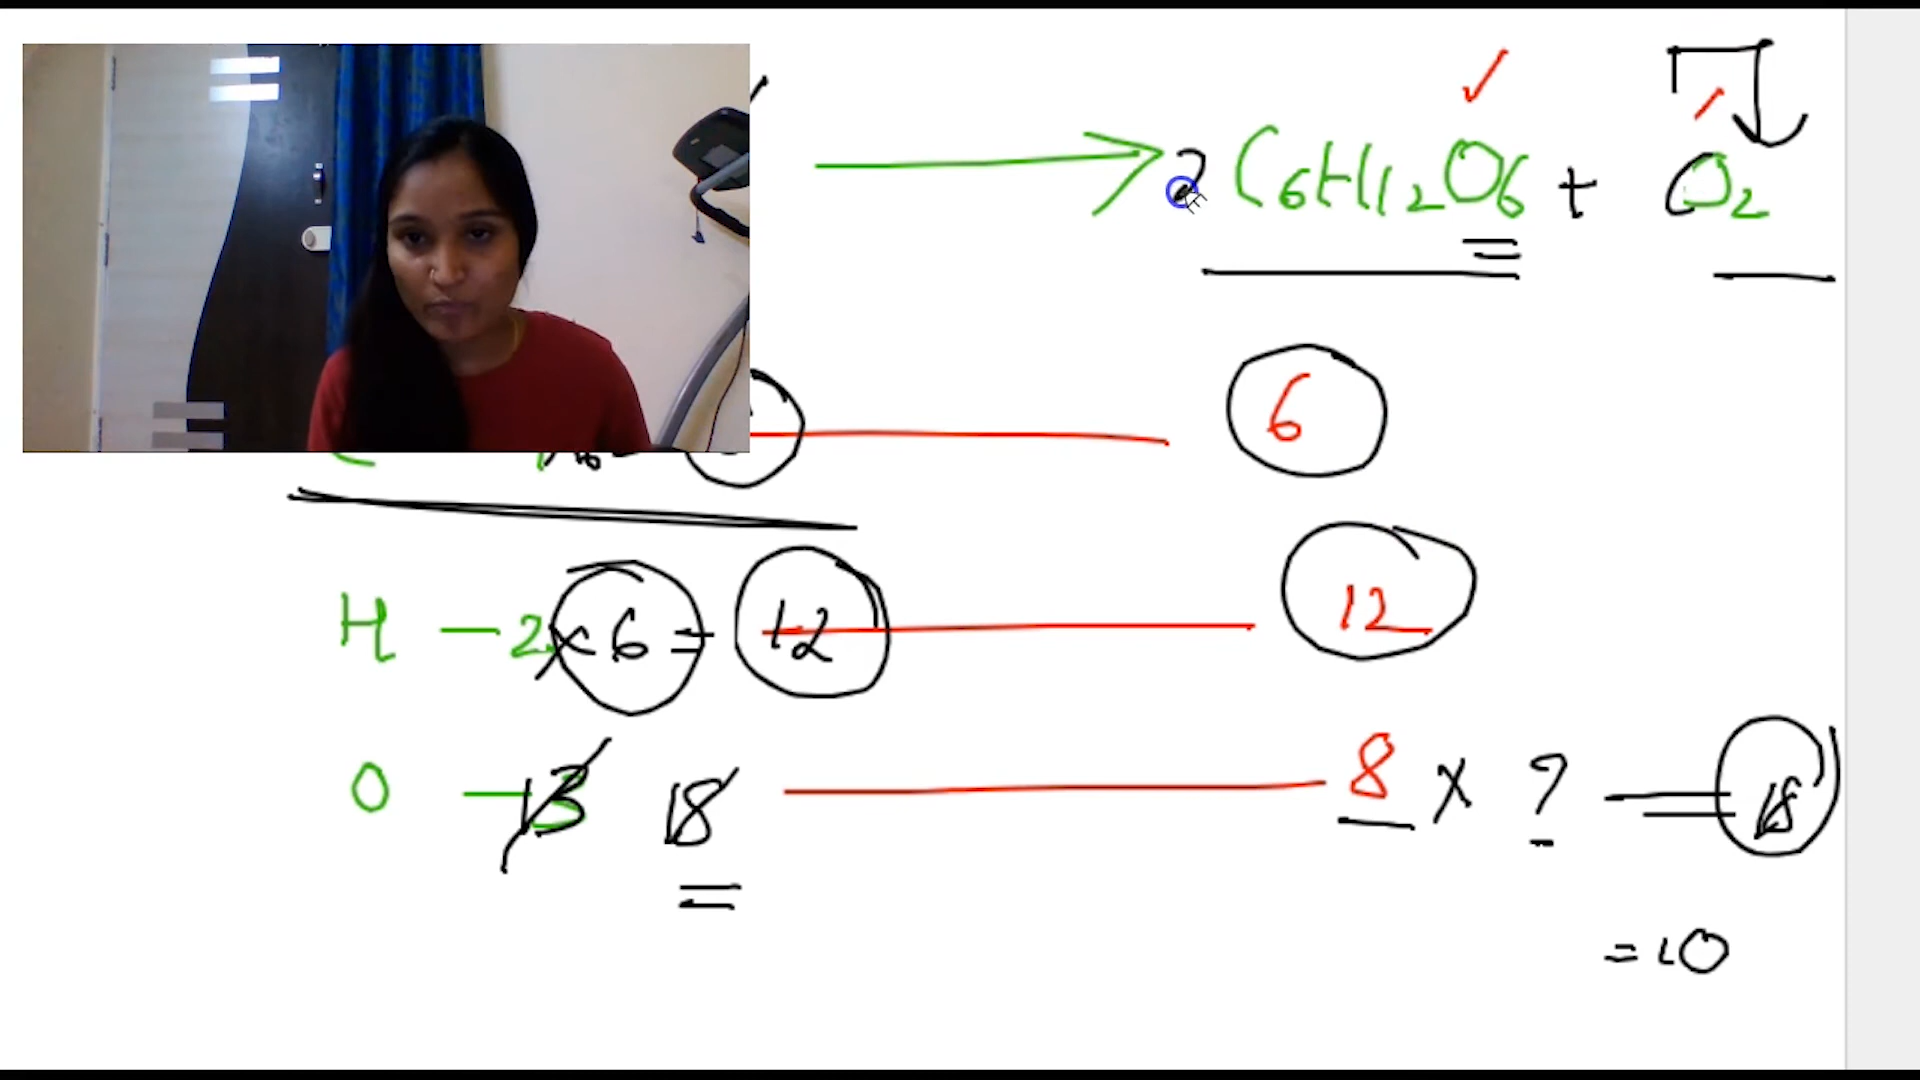 2 C6H12O6 + O2
6
H - 2 x 6 = 12 12
O - 13 18 8 x ? = 18
= 10